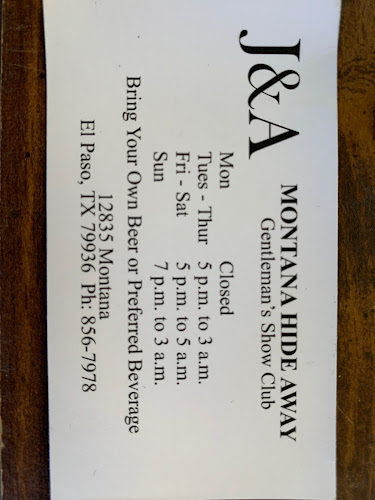 J&A
MONTANA HIDE AWAY
Gentleman's Show Club
Mon Closed
Tues - Thur 5 p.m. to 3 a.m.
Fri - Sat 5 p.m. to 5 a.m.
Sun 7 p.m. to 3 a.m.
Bring Your Own Beer or Preferred Beverage
12835 Montana
El Paso, TX 79936 Ph: 856-7978